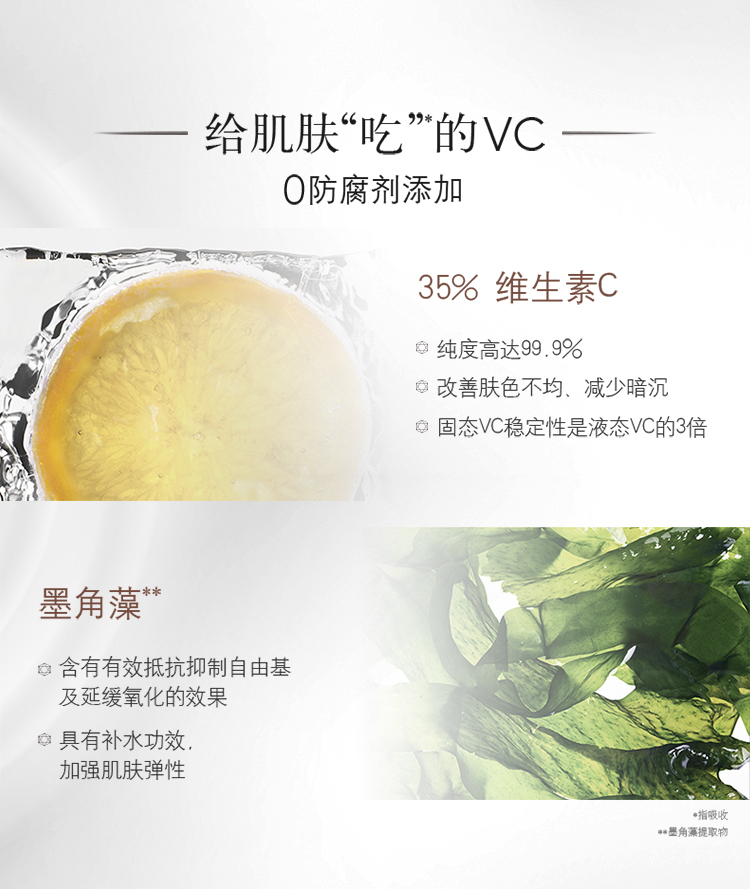 给肌肤“吃”*的VC
0防腐剂添加
35% 维生素C
纯度高达99.9%
改善肤色不均、减少暗沉
固态VC稳定性是液态VC的3倍
墨角藻**
含有有效抵抗抑制自由基
及延缓氧化的效果
具有补水功效,
加强肌肤弹性
*指吸收
**墨角藻提取物